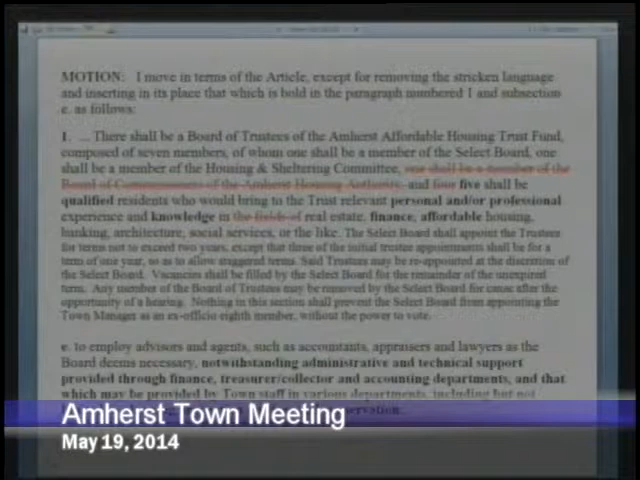 MOTION: I move in terms of the Article, except for removing the stricken language
and inserting in its place that which is bold in the paragraph numbered 1 and subsection
e. as follows:
1. ... There shall be a Board of Trustees of the Amherst Affordable Housing Trust Fund,
composed of seven members, of whom one shall be a member of the Select Board, one
shall be a member of the Housing & Sheltering Committee, one shall be a member of the
Board of Commissioners of the Amherst Housing Authority, and four five shall be
qualified residents who would bring to the Trust relevant personal and/or professional
experience and knowledge in the fields of real estate, finance, affordable housing,
banking, architecture, social services, or the like. The Select Board shall appoint the Trustees
for terms not to exceed two years, except that three of the initial trustee appointments shall be for a
term of one year, so as to allow staggered terms. Said Trustees may be re-appointed at the discretion of
the Select Board. Vacancies shall be filled by the Select Board for the remainder of the unexpired
term. Any member of the Board of Trustees may be removed by the Select Board for cause after the
opportunity of a hearing. Nothing in this section shall prevent the Select Board from appointing the
Town Manager as an ex-officio eighth member, without the power to vote.
e. to employ advisors and agents, such as accountants, appraisers and lawyers as the
Board deems necessary, notwithstanding administrative and technical support
provided through finance, treasurer/collector and accounting departments, and that
which may be provided by Town staff in various departments, including but not
Amherst Town Meeting
May 19, 2014